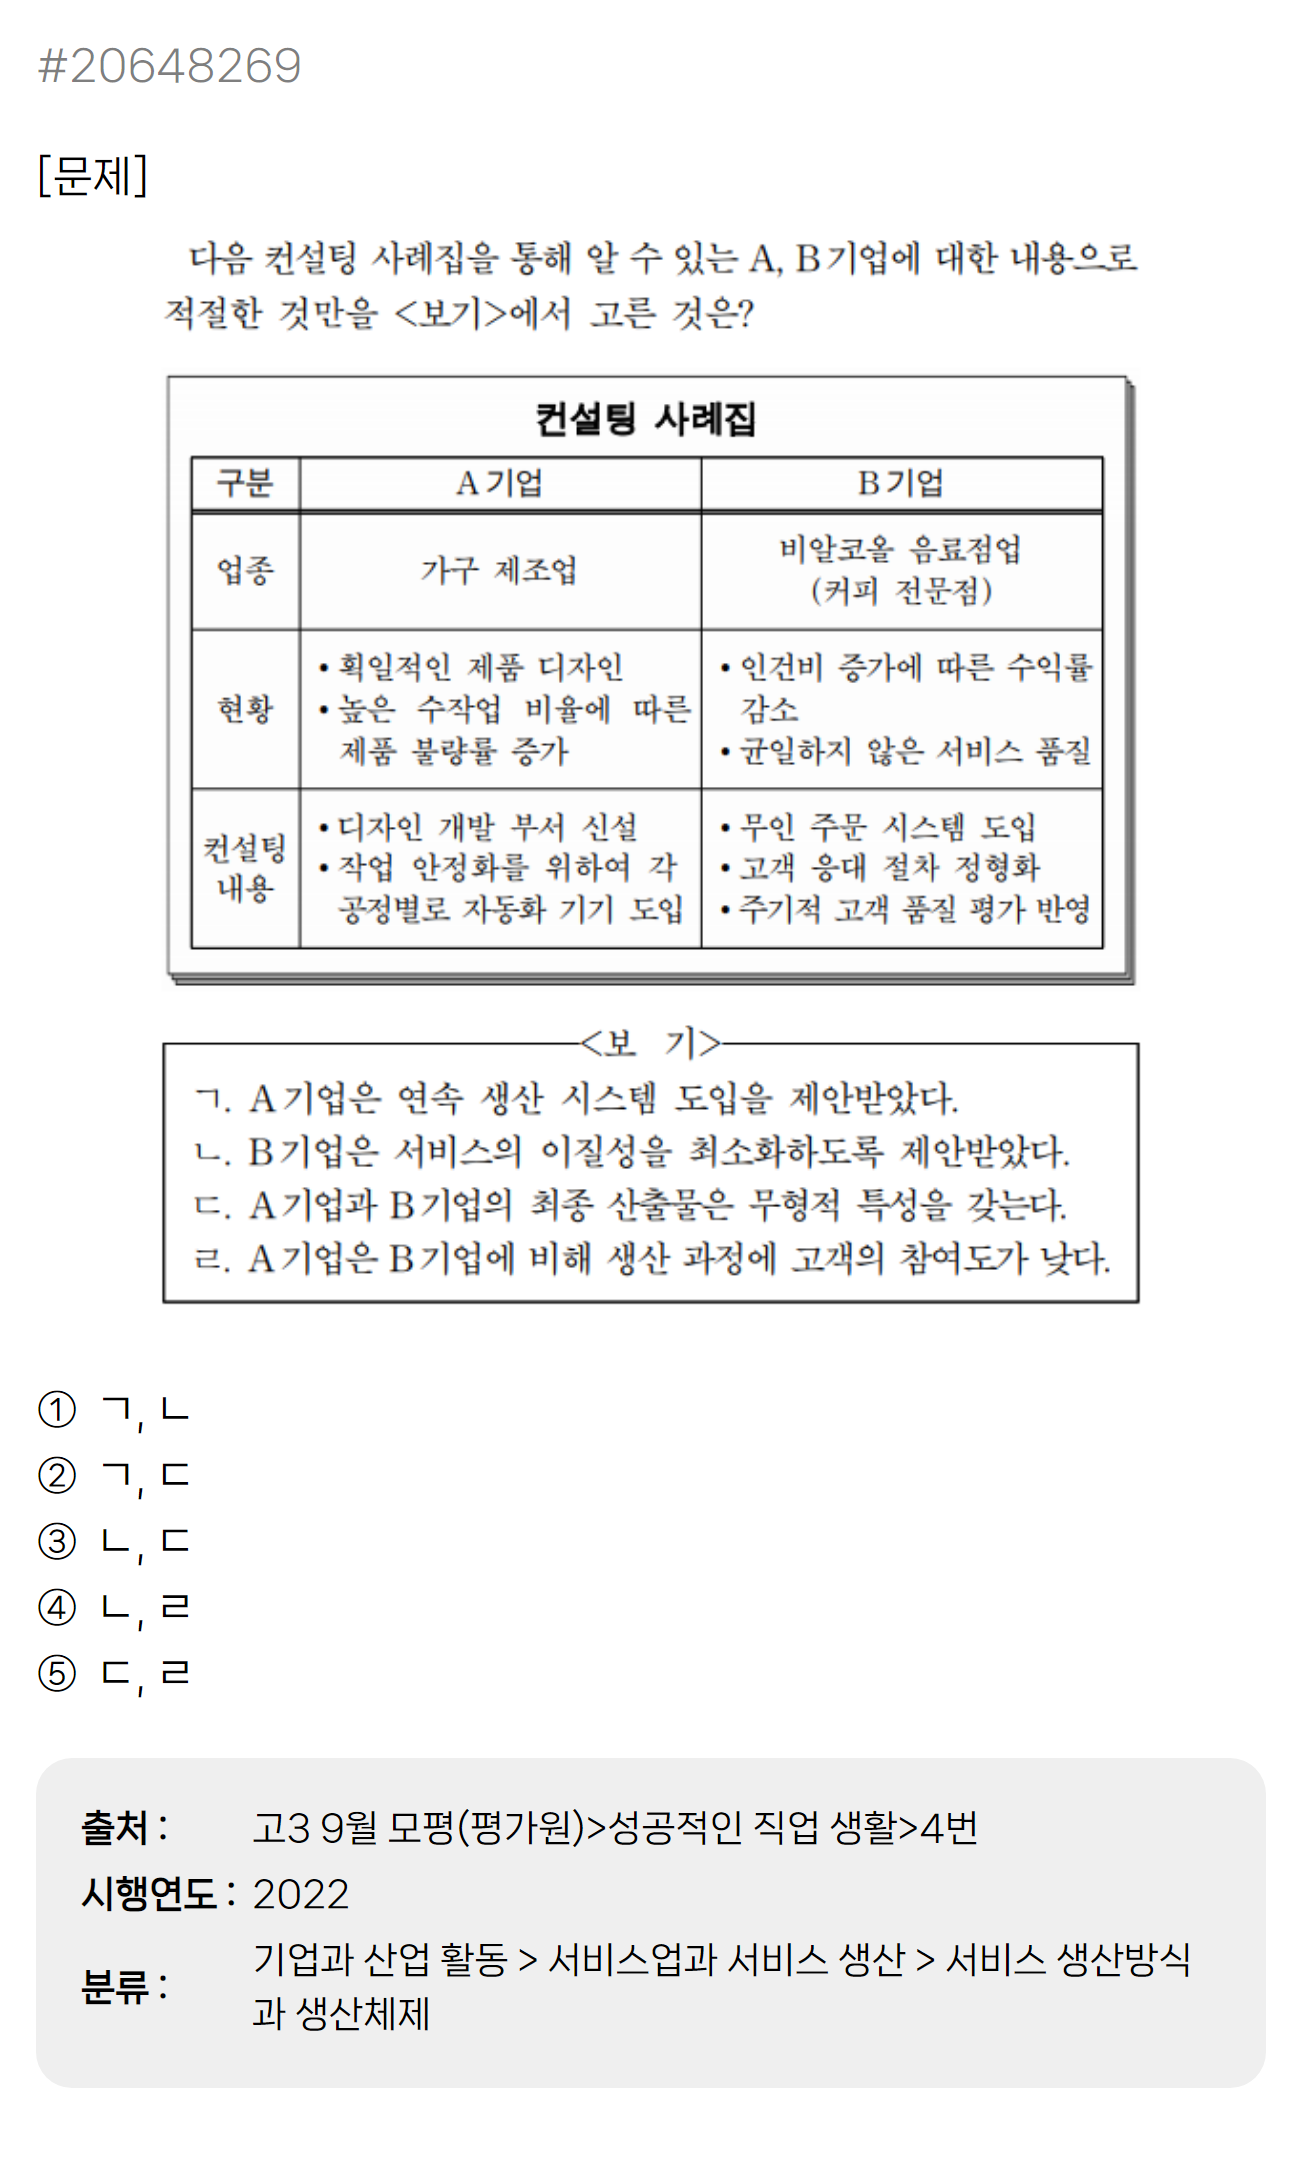 #20648269
[문제]
다음 컨설팅 사례집을 통해 알 수 있는 A, B기업에 대한 내용으로
적절한 것만을 <보기>에서 고른 것은?
컨설팅 사례집
구분 A기업 B기업
업종 가구 제조업 비알코올 음료점업
(커피 전문점)
현황
• 획일적인 제품 디자인
• 높은 수작업 비율에 따른
제품 불량률 증가
• 인건비 증가에 따른 수익률
감소
• 균일하지 않은 서비스 품질
컨설팅
내용
• 디자인 개발 부서 신설
• 작업 안정화를 위하여 각
공정별로 자동화 기기 도입
• 무인 주문 시스템 도입
• 고객 응대 절차 정형화
• 주기적 고객 품질 평가 반영
<보 기>
ㄱ. A기업은 연속 생산 시스템 도입을 제안받았다.
ㄴ. B기업은 서비스의 이질성을 최소화하도록 제안받았다.
ㄷ. A기업과 B기업의 최종 산출물은 무형적 특성을 갖는다.
ㄹ. A기업은 B기업에 비해 생산 과정에 고객의 참여도가 낮다.
① ㄱ, ㄴ
② ㄱ, ㄷ
③ ㄴ, ㄷ
④ ㄴ, ㄹ
⑤ ㄷ, ㄹ
출처 : 고3 9월 모평(평가원)>성공적인 직업 생활>4번
시행연도 : 2022
분류 : 기업과 산업 활동 > 서비스업과 서비스 생산 > 서비스 생산방식
과 생산체제